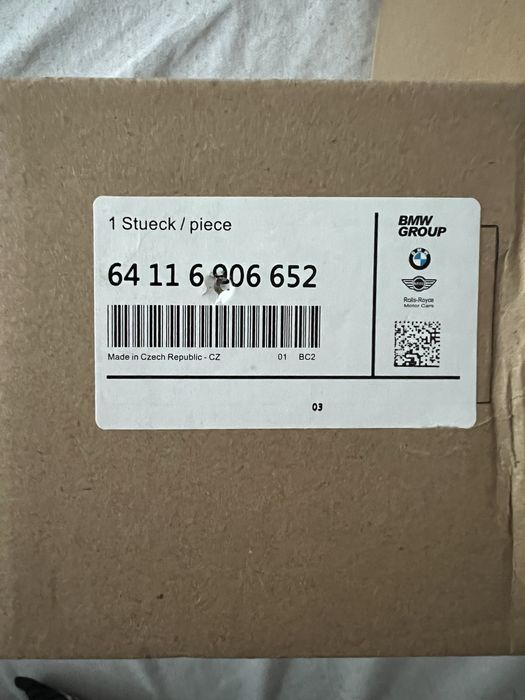 1 Stueck / piece
64 11 6 906 652
Made in Czech Republic - CZ 01 BC2
03
BMW
GROUP
Rolls-Royce
Motor Cars